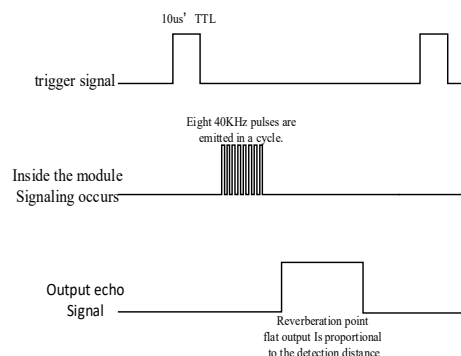 10us’ TTL
trigger signal
Eight 40KHz pulses are
emitted in a cycle.
Inside the module
Signaling occurs
Output echo
Signal
Reverberation point
flat output Is proportional
to the detection distance